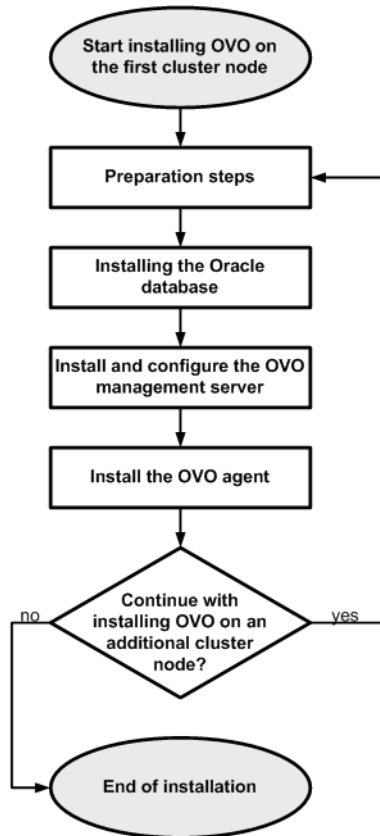 Start installing OVO on
the first cluster node
Preparation steps
Installing the Oracle
database
Install and configure the OVO
management server
Install the OVO agent
Continue with
installing OVO on an
additional cluster
node?
no
yes
End of installation